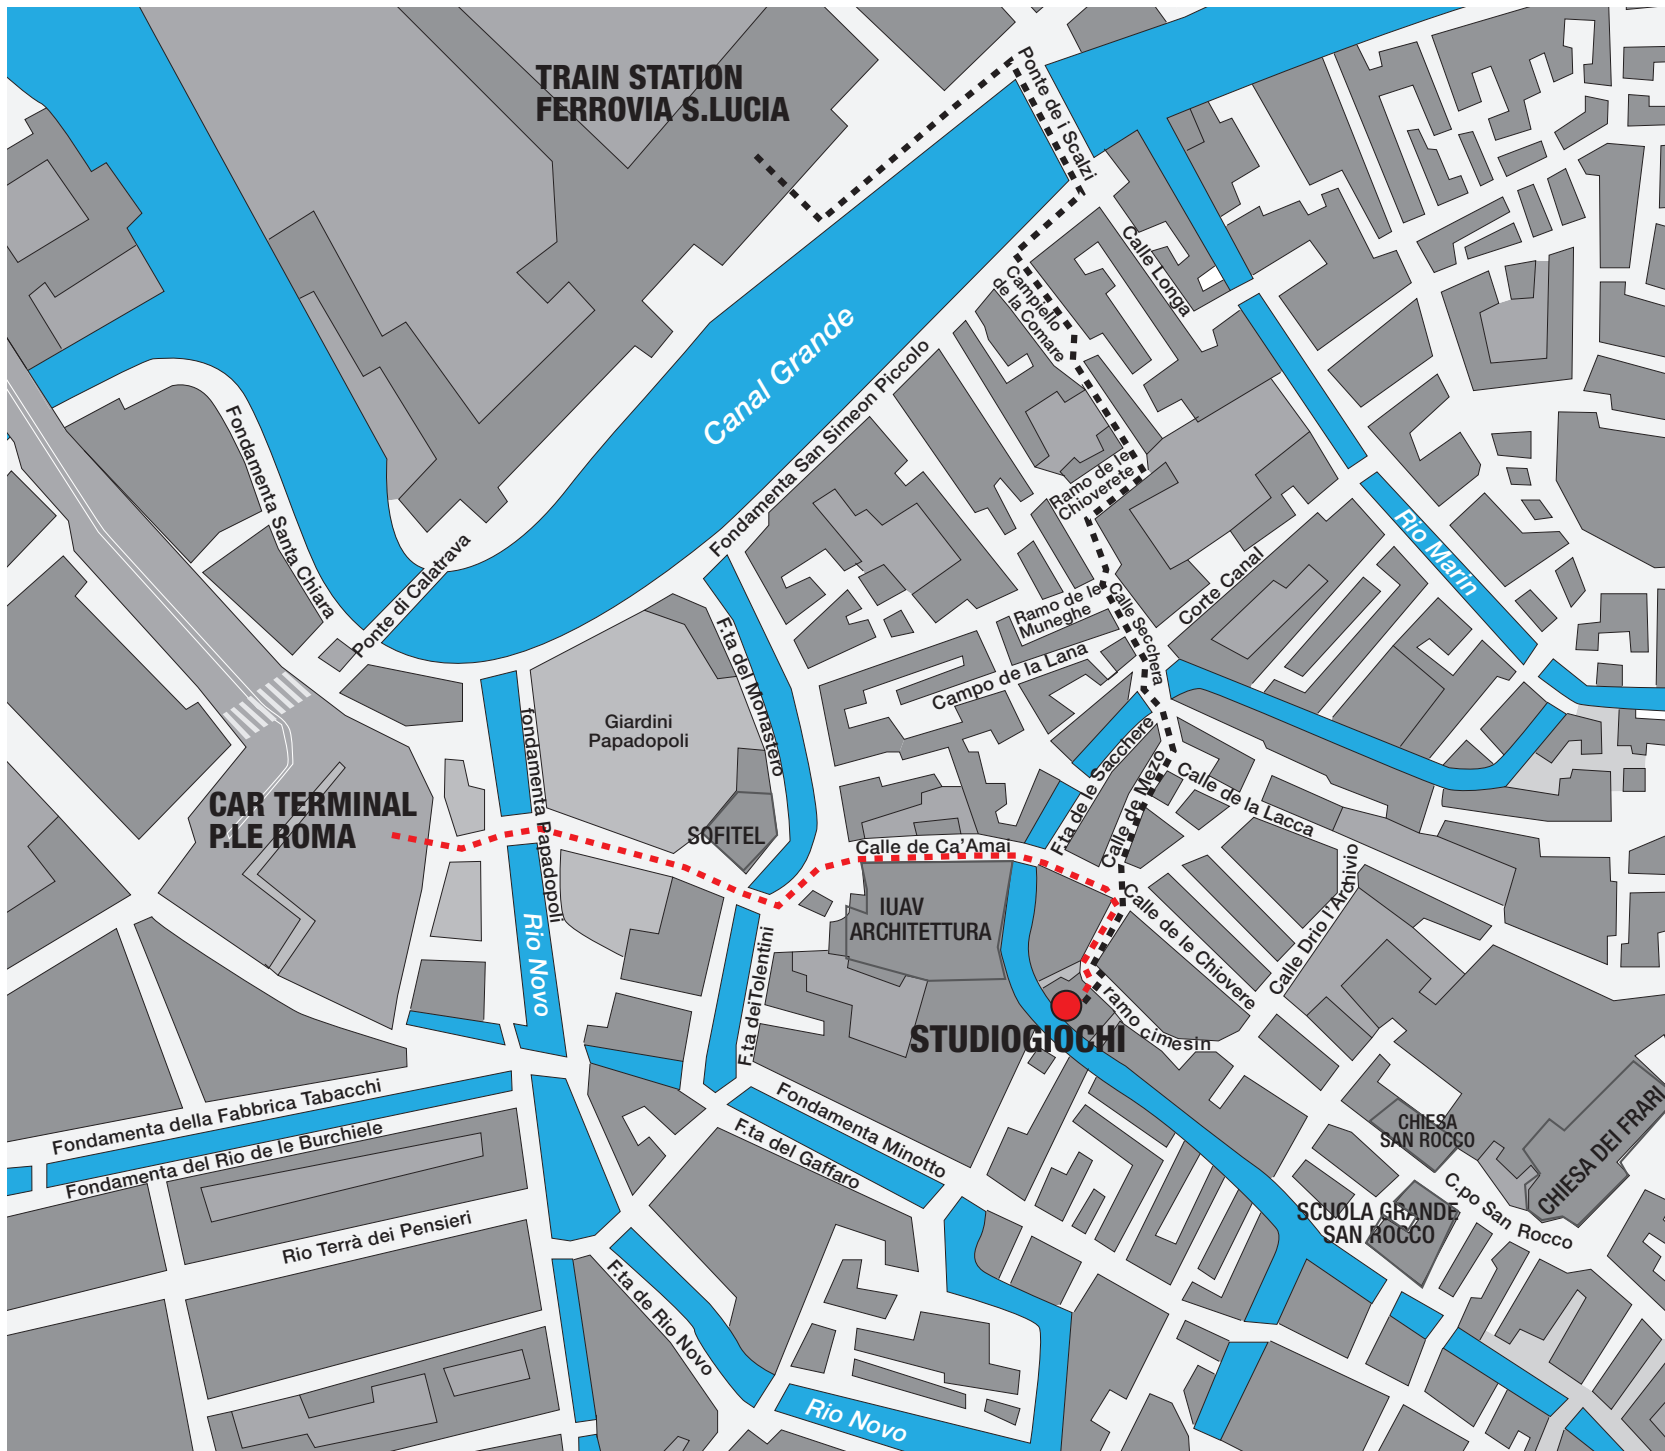 TRAIN STATION
FERROVIA S.LUCIA
Ponte de i Scalzi
Calle Longa
Campiello
de la Comare
Canal Grande
Fondamenta San Simeon Piccolo
Fondamenta Santa Chiara
Ponte di Calatrava
Ramo de le
Chioverete
Rio Marin
Corte Canal
Calle Secchera
Ramo de le
Muneghe
Campo de la Lana
F.ta del Monastero
Giardini
Papadopoli
fondamenta Papadopoli
F.ta de le Sacchere
Calle de Mezo
Calle de la Lacca
CAR TERMINAL
P.LE ROMA
SOFITEL
Calle de Ca'Amai
IUAV
ARCHITETTURA
Calle de le Chiovere
Calle Drio l'Archivio
Rio Novo
F.ta deiTolentini
STUDIOGIOCHI
ramo cimesin
Fondamenta della Fabbrica Tabacchi
Fondamenta del Rio de le Burchiele
Rio Terrà dei Pensieri
Fondamenta Minotto
F.ta del Gaffaro
CHIESA
SAN ROCCO
CHIESA DEI FRARI
C.po San Rocco
SCUOLA GRANDE
SAN ROCCO
F.ta de Rio Novo
Rio Novo